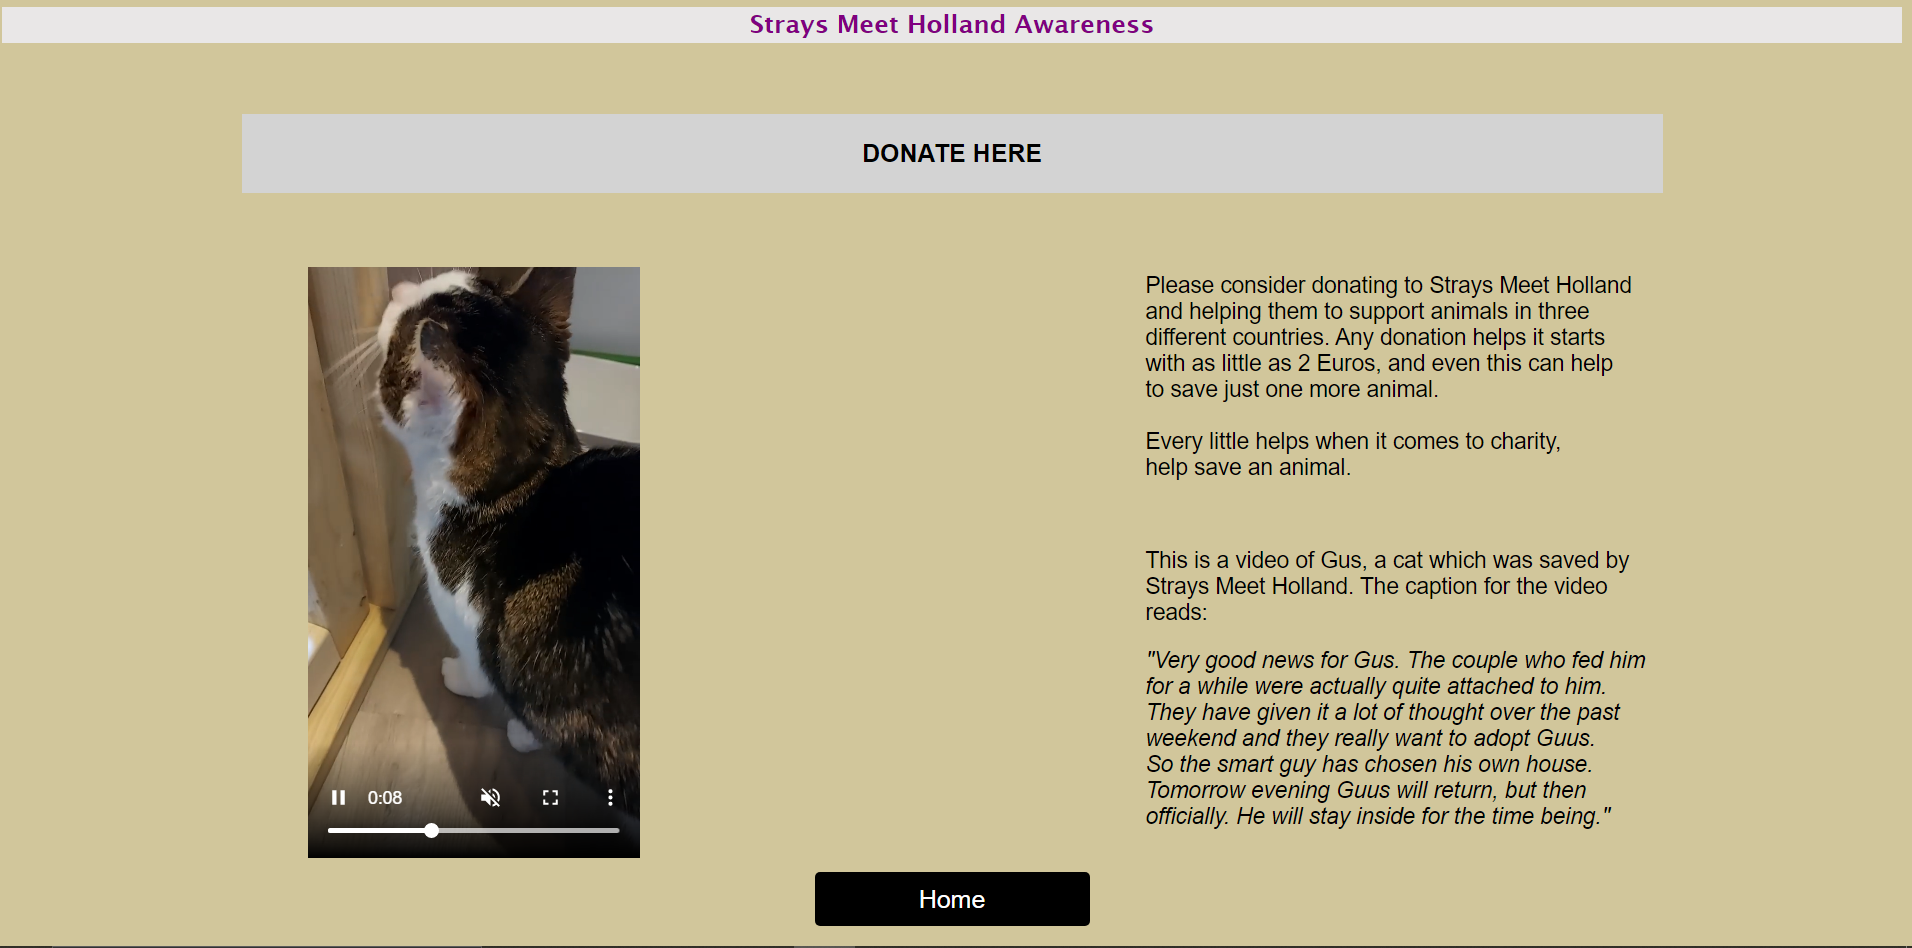 Strays Meet Holland Awareness
DONATE HERE
Please consider donating to Strays Meet Holland
and helping them to support animals in three
different countries. Any donation helps it starts
with as little as 2 Euros, and even this can help
to save just one more animal.
Every little helps when it comes to charity,
help save an animal.
This is a video of Gus, a cat which was saved by
Strays Meet Holland. The caption for the video
reads:
"Very good news for Gus. The couple who fed him
for a while were actually quite attached to him.
They have given it a lot of thought over the past
weekend and they really want to adopt Guus.
So the smart guy has chosen his own house.
Tomorrow evening Guus will return, but then
officially. He will stay inside for the time being."
0:08
Home